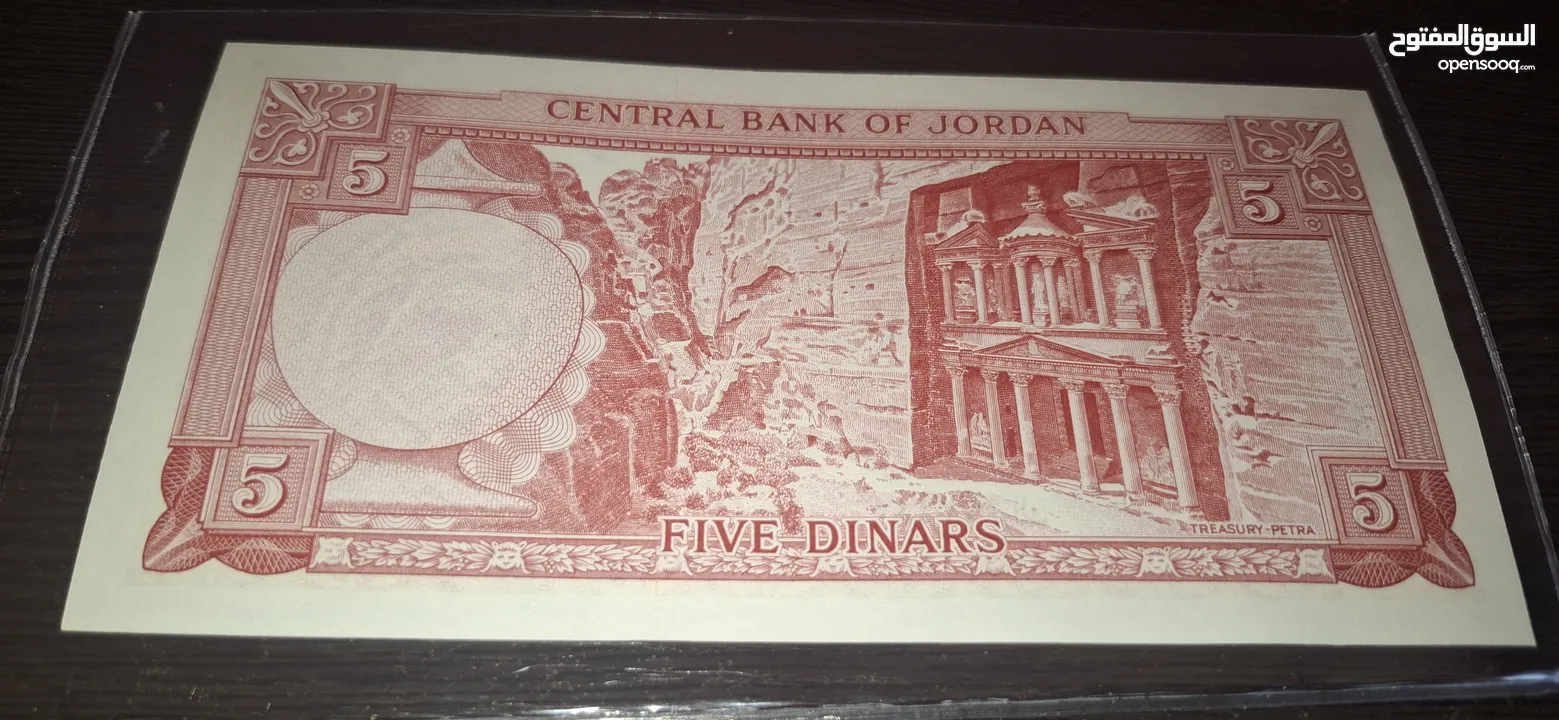 السوق المفتوح
opensooq.com
CENTRAL BANK OF JORDAN
5
5
5
5
FIVE DINARS
TREASURY-PETRA